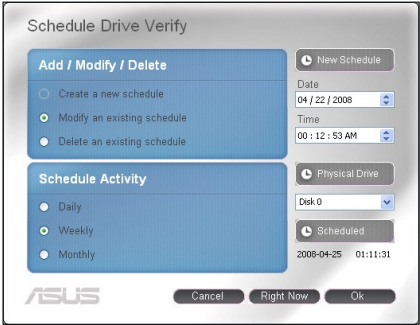 Schedule Drive Verify
Add / Modify / Delete
Create a new schedule
Modify an existing schedule
Delete an existing schedule
Schedule Activity
Daily
Weekly
Monthly
New Schedule
Date
04 / 22 / 2008
Time
00 : 12 : 53 AM
Physical Drive
Disk 0
Scheduled
2008-04-25 01:11:31
ASUS
Cancel
Right Now
Ok